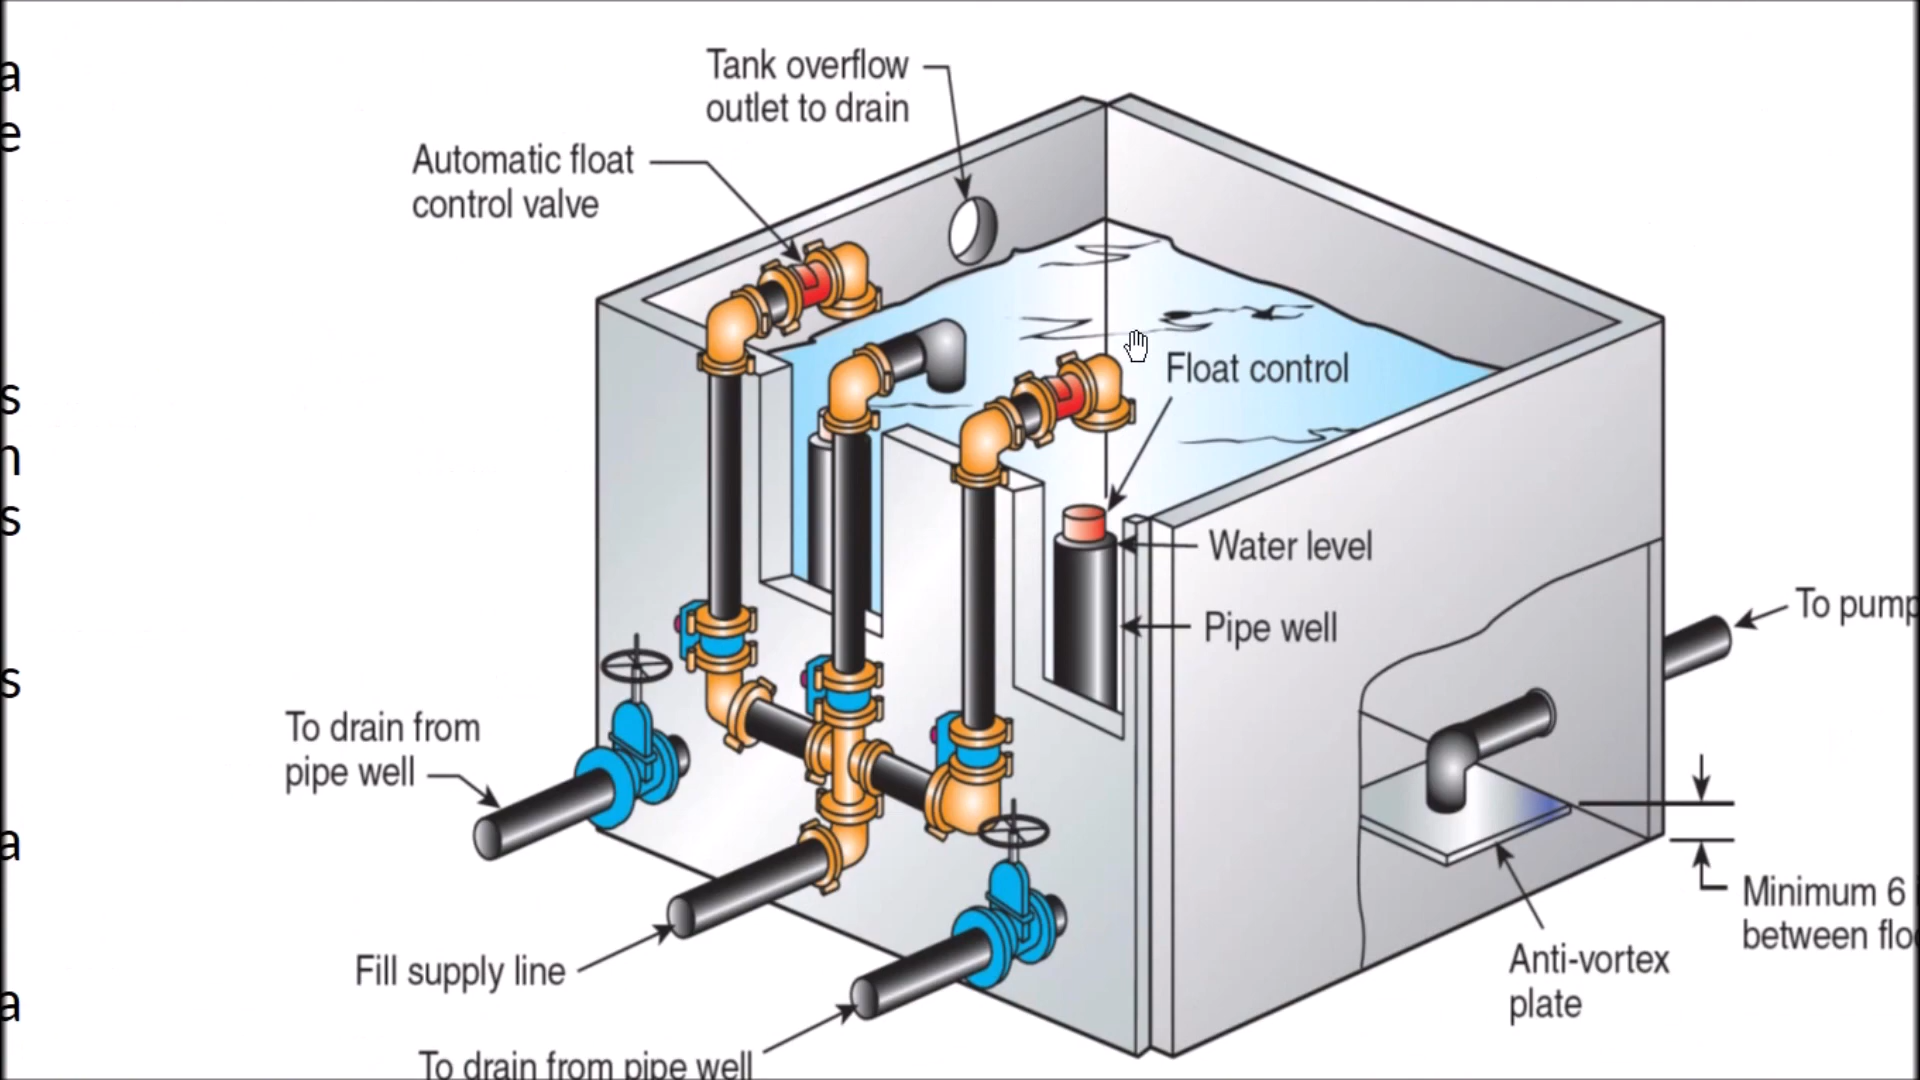 a
e
s
n
s
s
a
a
Tank overflow
outlet to drain
Automatic float
control valve
Float control
Water level
Pipe well
To pump
To drain from
pipe well
Fill supply line
To drain from pipe well
Anti-vortex
plate
Minimum 6
between